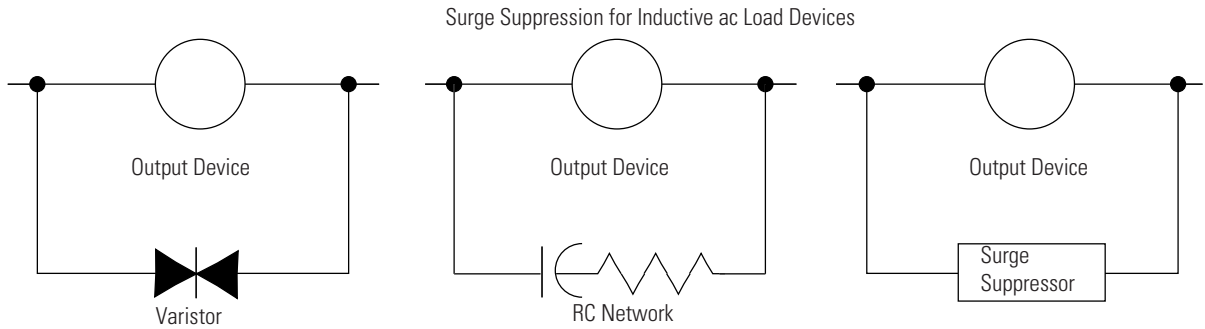 Surge Suppression for Inductive ac Load Devices
Output Device
Output Device
Output Device
Surge
Suppressor
Varistor
RC Network